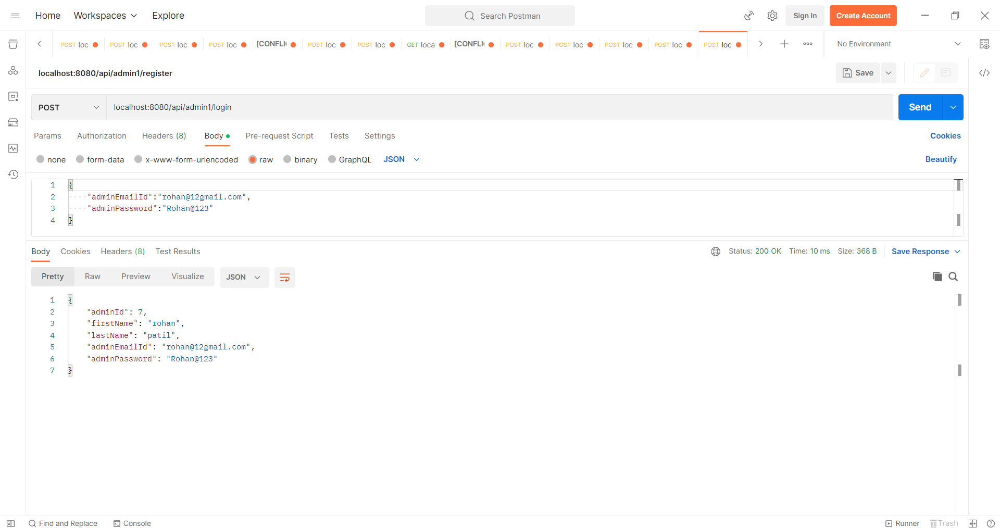 Home Workspaces Explore Search Postman Sign In Create Account
POST loc POST loc POST loc POST loc [CONFLI POST loc POST loc GET loca [CONFLI POST loc POST loc POST loc POST loc POST loc No Environment
localhost:8080/api/admin1/register Save
POST localhost:8080/api/admin1/login Send
Params Authorization Headers (8) Body Pre-request Script Tests Settings Cookies
none form-data x-www-form-urlencoded raw binary GraphQL JSON Beautify
1 {
2 "adminEmailId":"rohan@12gmail.com",
3 "adminPassword":"Rohan@123"
4 }
Body Cookies Headers (8) Test Results Status: 200 OK Time: 10 ms Size: 368 B Save Response
Pretty Raw Preview Visualize JSON
1 {
2 "adminId": 7,
3 "firstName": "rohan",
4 "lastName": "patil",
5 "adminEmailId": "rohan@12gmail.com",
6 "adminPassword": "Rohan@123"
7 }
Find and Replace Console Runner Trash